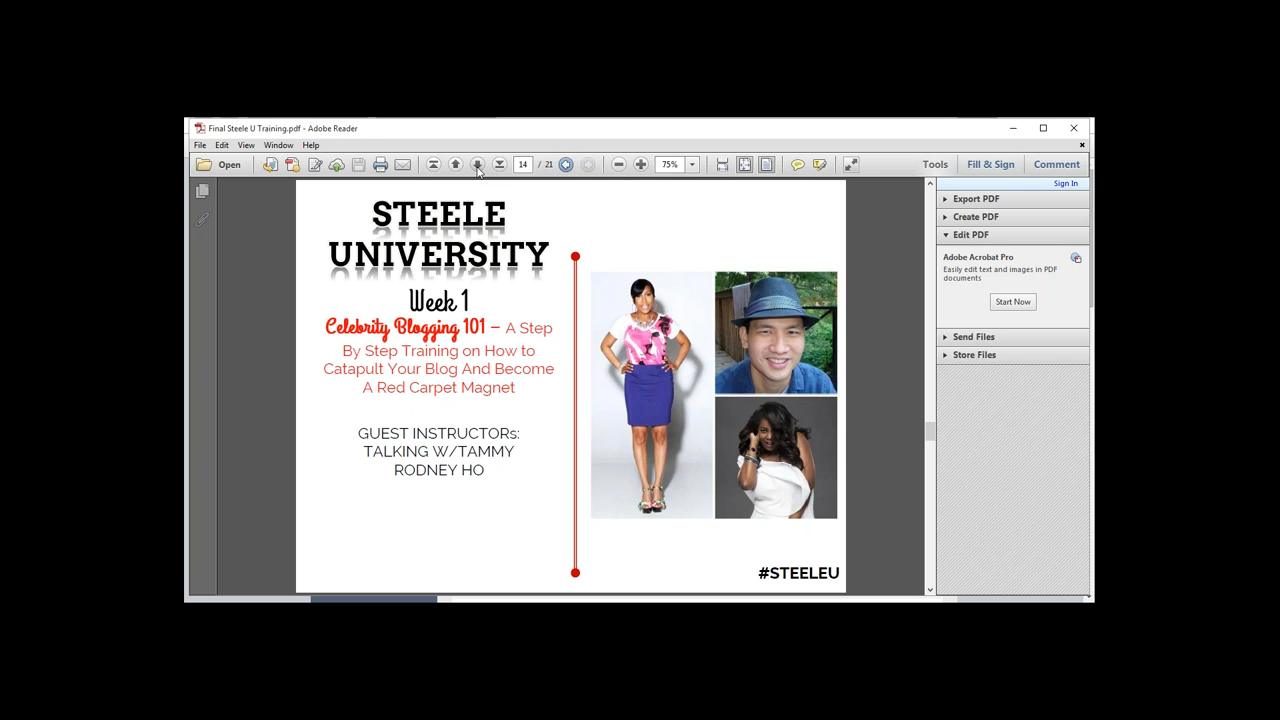 Final Steele U Training.pdf - Adobe Reader
File Edit View Window Help
Open 14 / 21 75% Tools Fill & Sign Comment
Sign In
Export PDF
Create PDF
Edit PDF
Adobe Acrobat Pro
Easily edit text and images in PDF
documents
Start Now
Send Files
Store Files
STEELE
UNIVERSITY
Week 1
Celebrity Blogging 101 – A Step
By Step Training on How to
Catapult Your Blog And Become
A Red Carpet Magnet
GUEST INSTRUCTORs:
TALKING W/TAMMY
RODNEY HO
#STEELEU